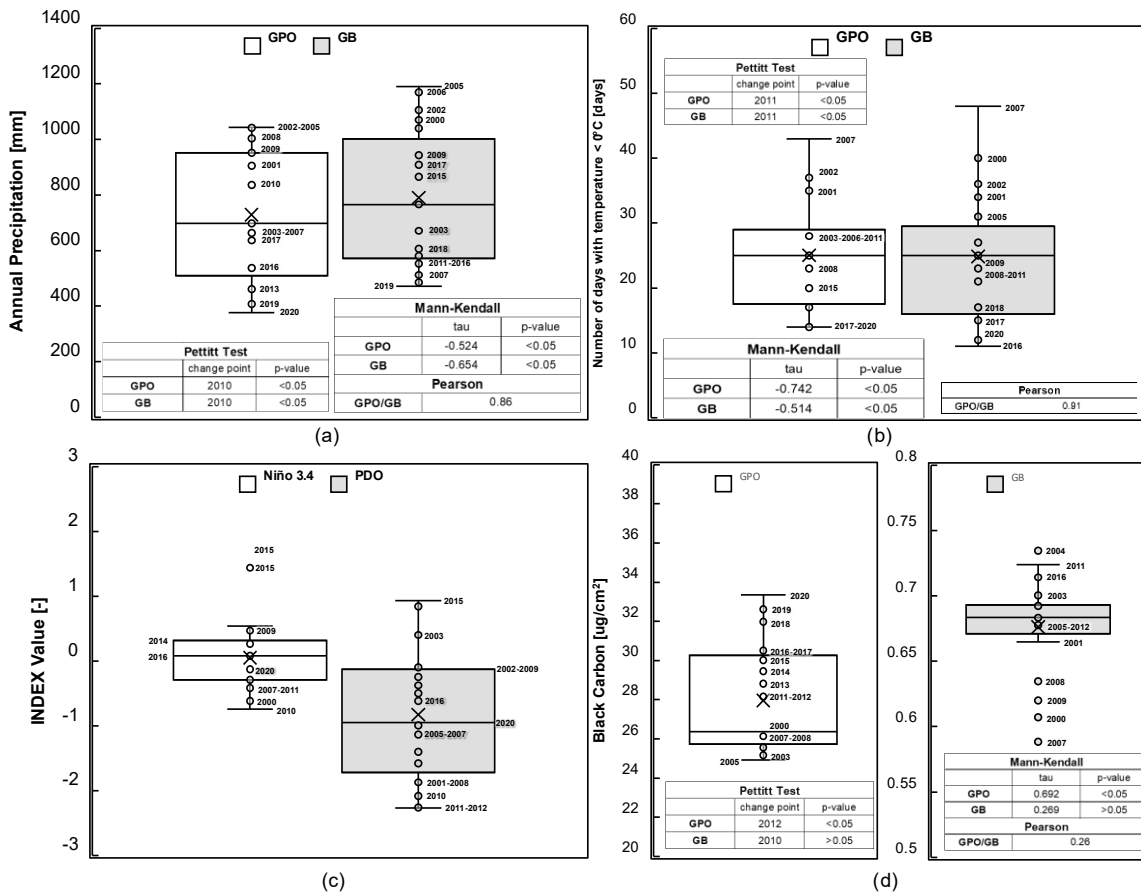 GPO GB
Annual Precipitation [mm]
1400
1200
1000
800
600
400
200
0
2002-2005
2008
2009
2001
2010
2003-2007
2017
2016
2013
2019
2020
2005
2006
2002
2000
2009
2017
2015
2003
2018
2011-2016
2007
2019
Pettitt Test
change point p-value
GPO 2010 <0.05
GB 2010 <0.05
Mann-Kendall
tau p-value
GPO -0.524 <0.05
GB -0.654 <0.05
Pearson
GPO/GB 0.86
(a)
GPO GB
Number of days with temperature < 0°C [days]
60
50
40
30
20
10
0
Pettitt Test
change point p-value
GPO 2011 <0.05
GB 2011 <0.05
2007
2002
2001
2003-2006-2011
2008
2015
2017-2020
2007
2000
2002
2001
2005
2009
2008-2011
2018
2017
2020
2016
Mann-Kendall
tau p-value
GPO -0.742 <0.05
GB -0.514 <0.05
Pearson
GPO/GB 0.91
(b)
Niño 3.4 PDO
INDEX Value [-]
3
2
1
0
-1
-2
-3
2015
2015
2009
2014
2016
2020
2007-2011
2000
2010
2015
2003
2002-2009
2016
2020
2005-2007
2001-2008
2010
2011-2012
(c)
GPO
Black Carbon [ug/cm²]
40
38
36
34
32
30
28
26
24
22
20
2020
2019
2018
2016-2017
2015
2014
2013
2011-2012
2000
2007-2008
2003
2005
Pettitt Test
change point p-value
GPO 2012 <0.05
GB 2010 >0.05
GB
0.8
0.75
0.7
0.65
0.6
0.55
0.5
2004
2011
2016
2003
2005-2012
2001
2008
2009
2000
2007
Mann-Kendall
tau p-value
GPO 0.692 <0.05
GB 0.269 >0.05
Pearson
GPO/GB 0.26
(d)